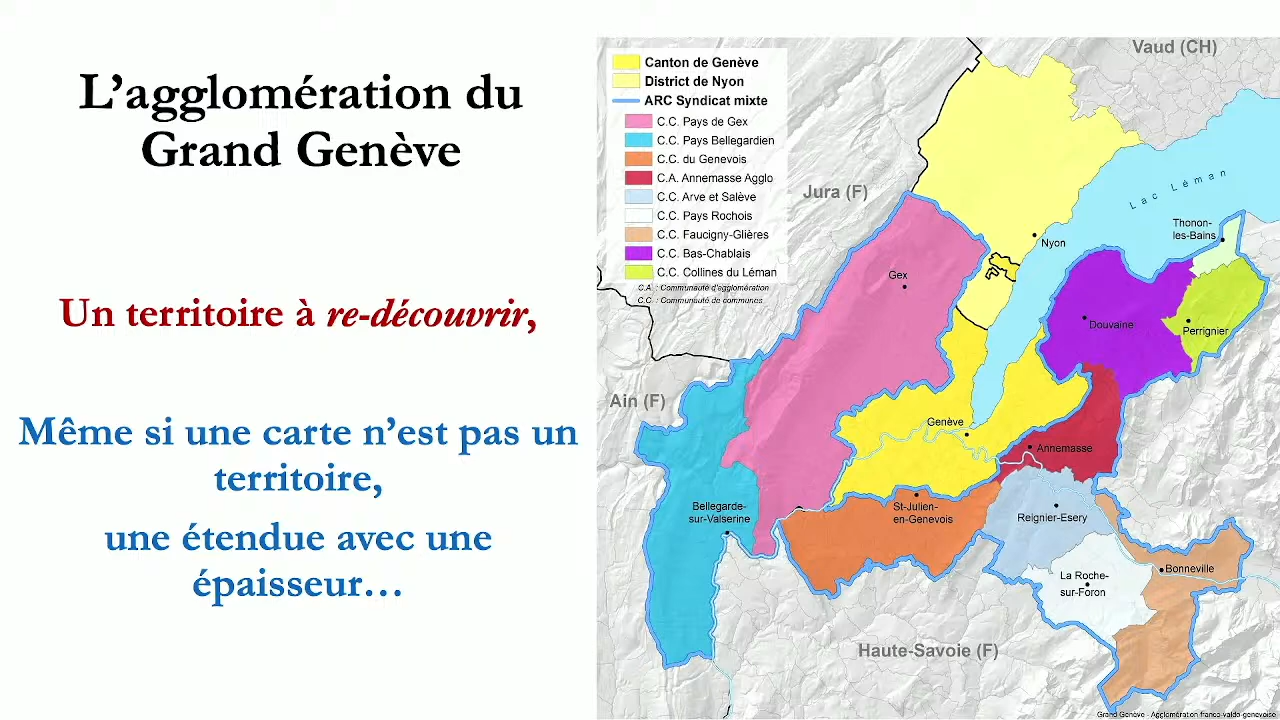 L’agglomération du
Grand Genève
Un territoire à re-découvrir,
Même si une carte n’est pas un
territoire,
une étendue avec une
épaisseur…
Canton de Genève
District de Nyon
ARC Syndicat mixte
C.C. Pays de Gex
C.C. Pays Bellegardien
C.C. du Genevois
C.A. Annemasse Agglo
C.C. Arve et Salève
C.C. Pays Rochois
C.C. Faucigny-Glières
C.C. Bas-Chablais
C.C. Collines du Léman
C.A. : Communauté d'agglomération
C.C. : Communauté de communes
Vaud (CH)
Jura (F)
Lac Léman
Thonon-
les-Bains
Nyon
Gex
Douvaine
Perrignier
Ain (F)
Genève
Annemasse
Bellegarde-
sur-Valserine
St-Julien-
en-Genevois
Reignier-Esery
La Roche-
sur-Foron
Bonneville
Haute-Savoie (F)
Grand Genève - Agglomération franco-valdo-genevoise